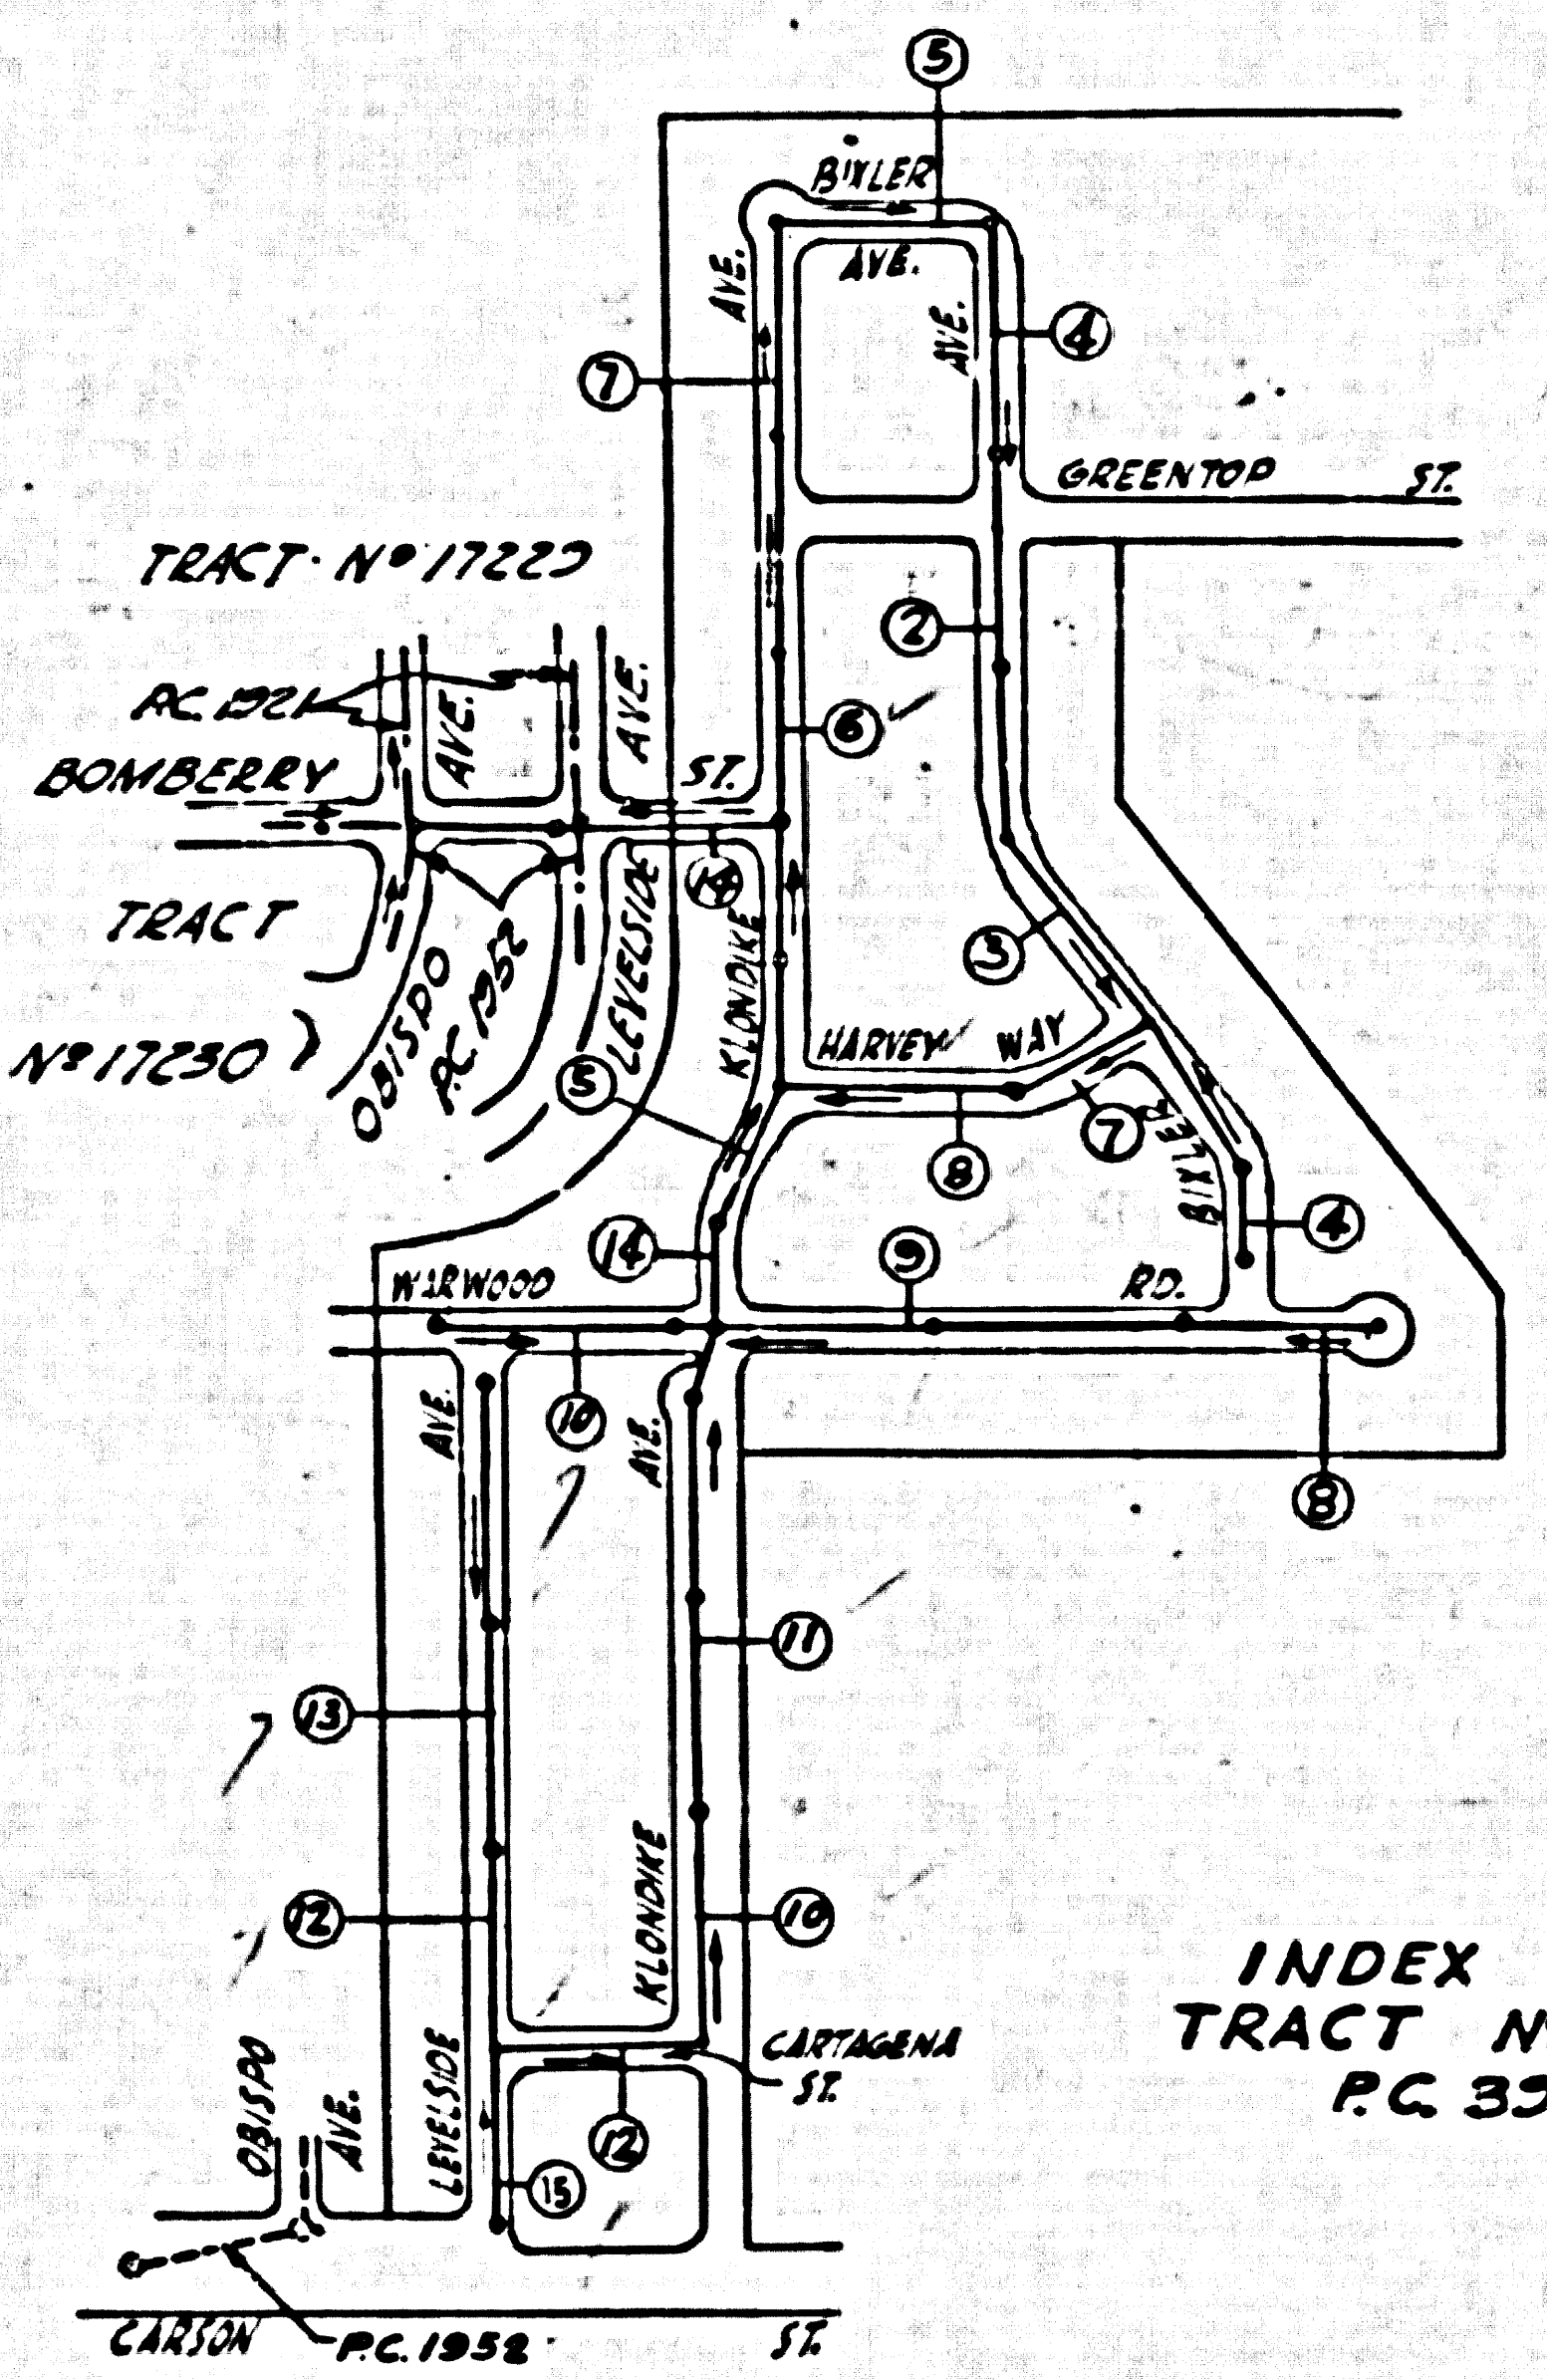 5
BIXLER
AVE.
AVE.
AVE.
4
7
GREENTOP ST.
TRACT. Nº 17229
2
P.C. 1921
AVE.
AVE.
6
BOMBERRY ST.
14
TRACT
Nº 17230
OBISPO
P.C. 1952
LEVELSIDE
KLONDIKE
3
HARVEY WAY
5
7
BIXLER
8
4
14
9
WARWOOD RD.
AVE.
10
AVE.
8
11
13
KLONDIKE
12
10
INDEX
TRACT N
P.C. 39
CARTAGENA
ST.
OBISPO
AVE.
LEVELSIDE
12
15
CARSON ST.
P.C. 1952